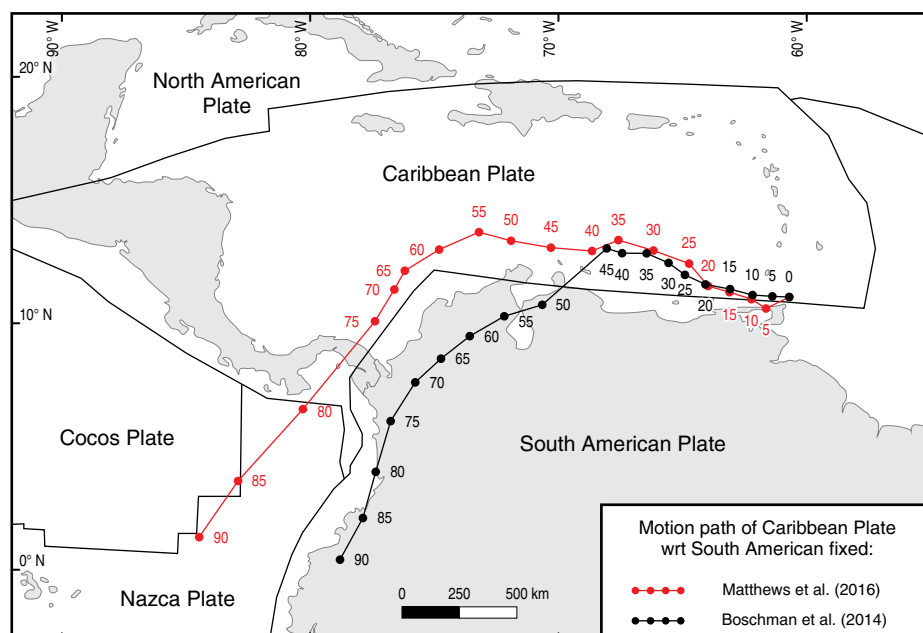 90° W
80° W
70° W
60° W
20° N
North American
Plate
Caribbean Plate
55
50
45
40
35
30
25
20
15
10
5
0
60
65
70
75
80
85
90
45
40
35
30
25
20
15
10
5
50
55
60
65
70
75
80
85
90
10° N
Cocos Plate
South American Plate
0° N
Nazca Plate
0
250
500 km
Motion path of Caribbean Plate
wrt South American fixed:
Matthews et al. (2016)
Boschman et al. (2014)